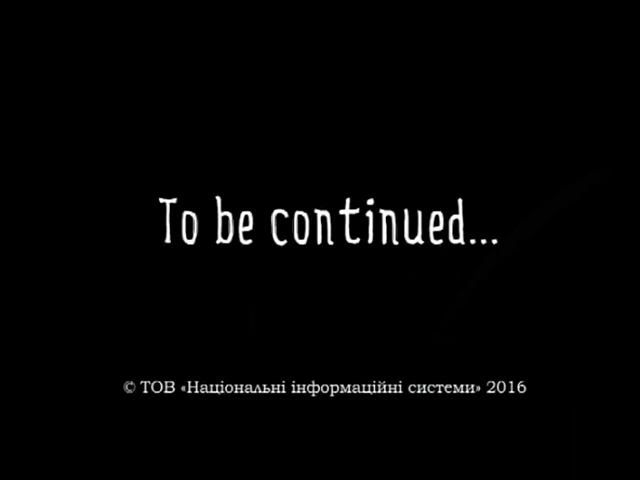 To be continued...
© ТОВ «Національні інформаційні системи» 2016